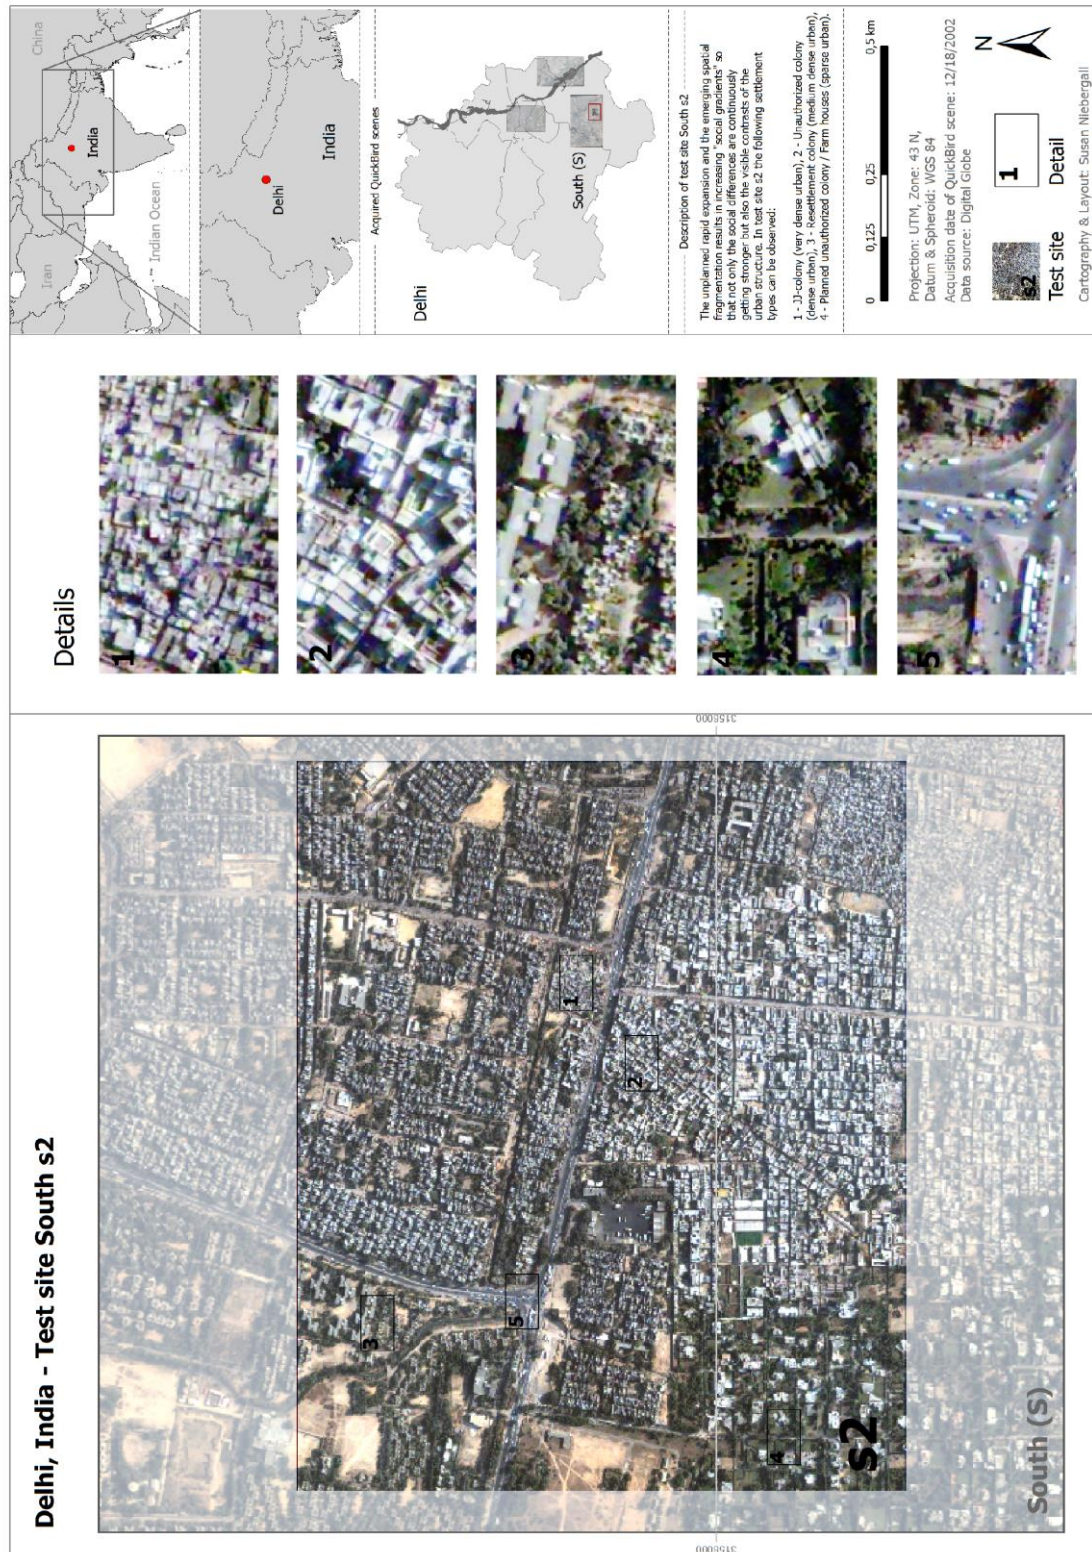 Delhi, India - Test site South s2
3158000
3158000
1
2
3
4
5
s2
South (S)
Details
1
2
3
4
5
China
Iran
India
Indian Ocean
Delhi
India
Acquired QuickBird scenes
Delhi
South (S)
Description of test site South s2
The unplanned rapid expansion and the emerging spatial
fragmentation results in increasing "social gradients" so
that not only the social differences are continuously
getting stronger but also the visible contrasts of the
urban structure. In test site s2 the following settlement
types can be observed:
1 - JJ-colony (very dense urban), 2 - Unauthorized colony
(dense urban), 3 - Resettlement colony (medium dense urban),
4 - Planned unauthorized colony / Farm houses (sparse urban).
0 0,125 0,25 0,5 km
Projection: UTM, Zone: 43 N,
Datum & Spheroid: WGS 84
Acquisition date of QuickBird scene: 12/18/2002
Data source: Digital Globe
N
s2
Test site
1
Detail
Cartography & Layout: Susan Niebergall